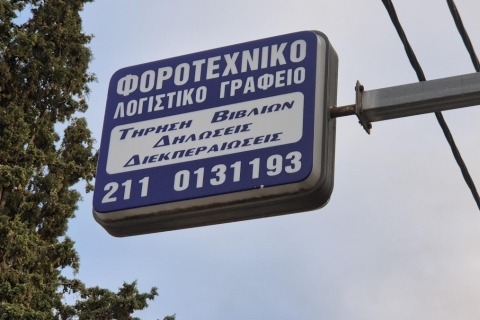 ΦΟΡΟΤΕΧΝΙΚΟ
ΛΟΓΙΣΤΙΚΟ ΓΡΑΦΕΙΟ
ΤΗΡΗΣΗ ΒΙΒΛΙΩΝ
ΔΗΛΩΣΕΙΣ
ΔΙΕΚΠΕΡΑΙΩΣΕΙΣ
211 0131193